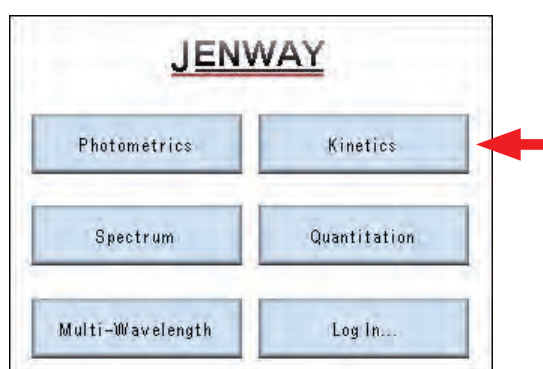 JENWAY
Photometrics
Kinetics
Spectrum
Quantitation
Multi-Wavelength
Log In...